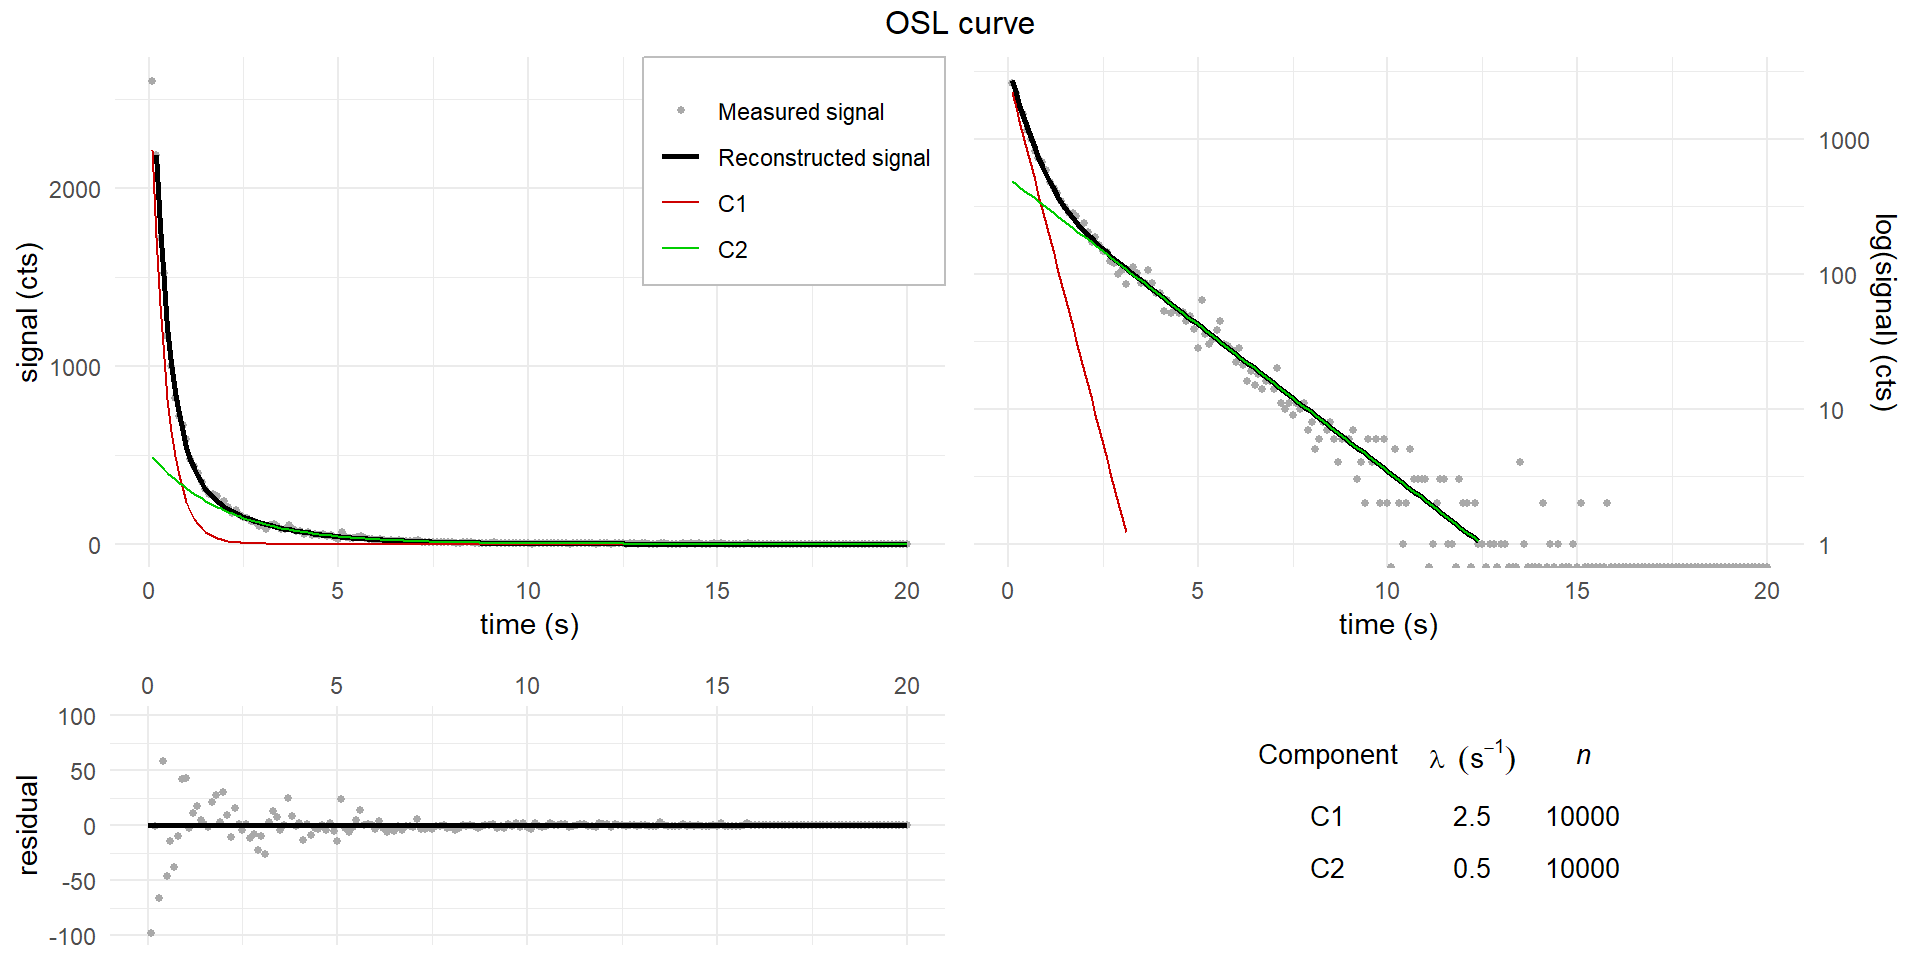 OSL curve
signal (cts)
2000
1000
0
0 5 10 15 20
time (s)
Measured signal
Reconstructed signal
C1
C2
1000
100
10
1
log(signal) (cts)
0 5 10 15 20
time (s)
0 5 10 15 20
residual
100
50
0
-50
-100
Component λ (s⁻¹) n
C1 2.5 10000
C2 0.5 10000